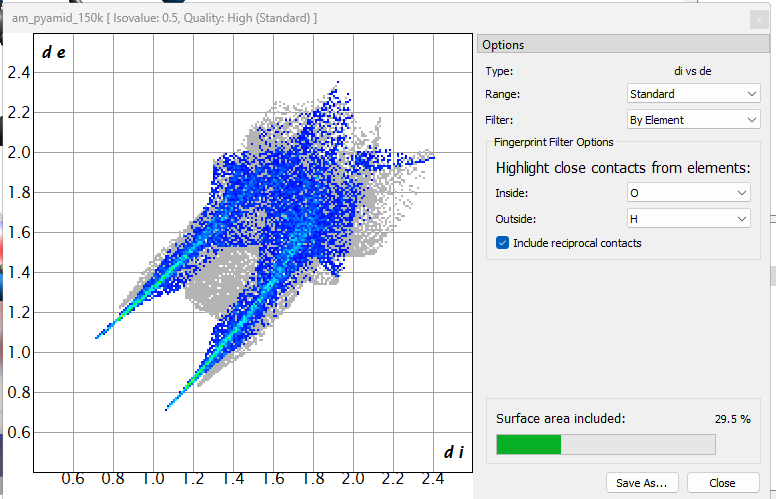 am_pyamid_150k [ Isovalue: 0.5, Quality: High (Standard) ]
d e
2.4
2.2
2.0
1.8
1.6
1.4
1.2
1.0
0.8
0.6
0.6 0.8 1.0 1.2 1.4 1.6 1.8 2.0 2.2 2.4
d i
Options
Type: di vs de
Range: Standard
Filter: By Element
Fingerprint Filter Options
Highlight close contacts from elements:
Inside: O
Outside: H
Include reciprocal contacts
Surface area included: 29.5 %
Save As... Close